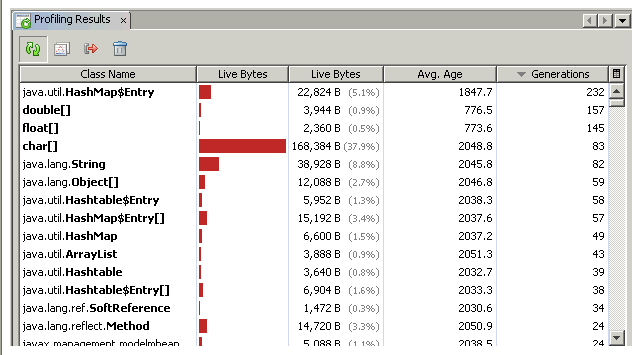 Profiling Results ×
Class Name Live Bytes Live Bytes Avg. Age Generations
java.util.HashMap$Entry 22,824 B (5.1%) 1847.7 232
double[] 3,944 B (0.9%) 776.5 157
float[] 2,360 B (0.5%) 773.6 145
char[] 168,384 B (37.9%) 2048.8 83
java.lang.String 38,928 B (8.8%) 2045.8 82
java.lang.Object[] 12,088 B (2.7%) 2046.8 59
java.util.Hashtable$Entry 5,952 B (1.3%) 2038.3 58
java.util.HashMap$Entry[] 15,192 B (3.4%) 2037.6 57
java.util.HashMap 6,600 B (1.5%) 2037.2 49
java.util.ArrayList 3,888 B (0.9%) 2051.3 43
java.util.Hashtable 3,640 B (0.8%) 2032.7 39
java.util.Hashtable$Entry[] 6,904 B (1.6%) 2033.3 38
java.lang.ref.SoftReference 1,472 B (0.3%) 2030.6 34
java.lang.reflect.Method 14,720 B (3.3%) 2050.9 24
javax.management.modelmbean 5,088 B (1.1%) 2038.5 24